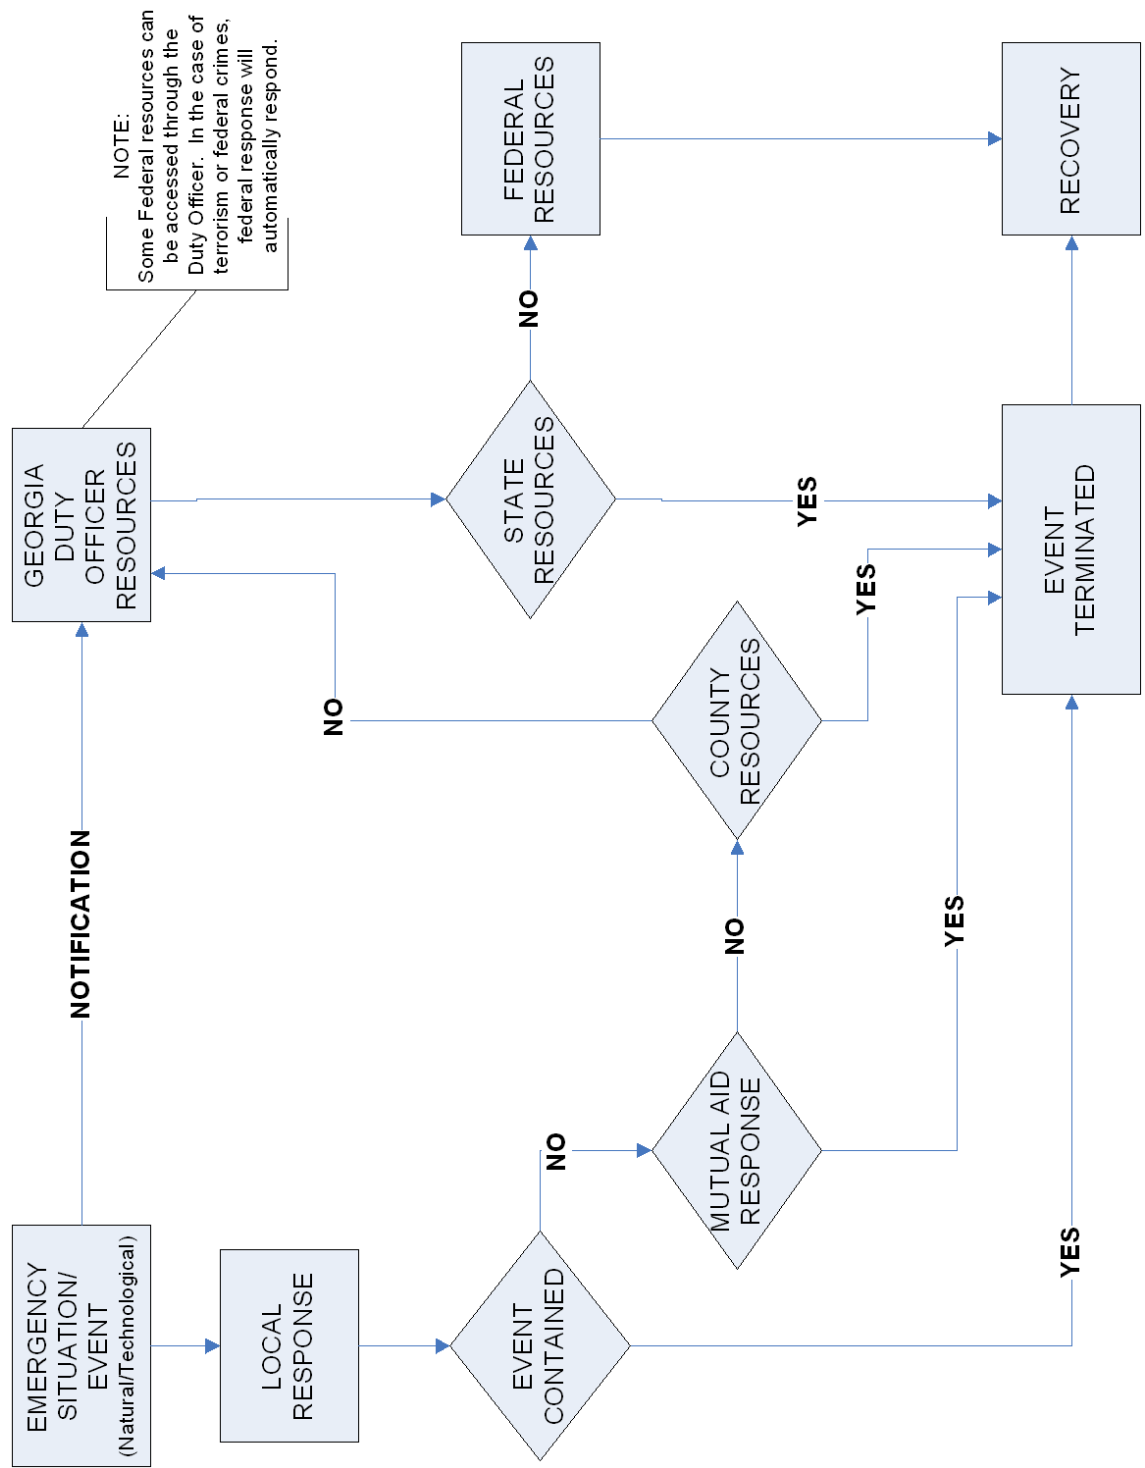 EMERGENCY
SITUATION/
EVENT
(Natural/Technological)
NOTIFICATION
GEORGIA
DUTY
OFFICER
RESOURCES
NOTE:
Some Federal resources can
be accessed through the
Duty Officer. In the case of
terrorism or federal crimes,
federal response will
automatically respond.
LOCAL
RESPONSE
EVENT
CONTAINED
NO
MUTUAL AID
RESPONSE
NO
COUNTY
RESOURCES
NO
STATE
RESOURCES
NO
FEDERAL
RESOURCES
YES
YES
YES
YES
EVENT
TERMINATED
RECOVERY